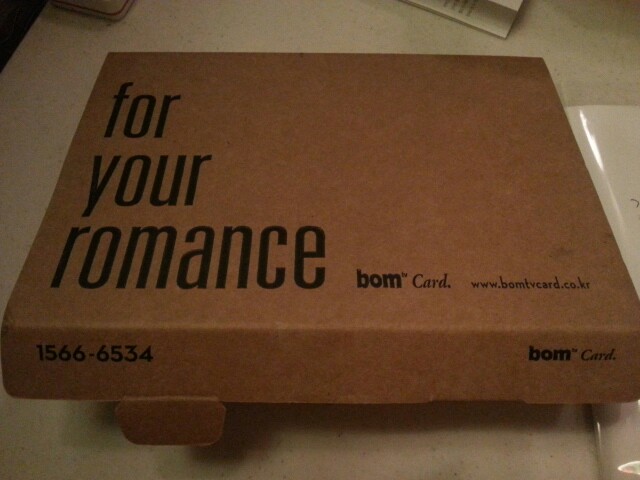 for
your
romance
bom™ Card. www.bomtvcard.co.kr
1566-6534 bom™ Card.